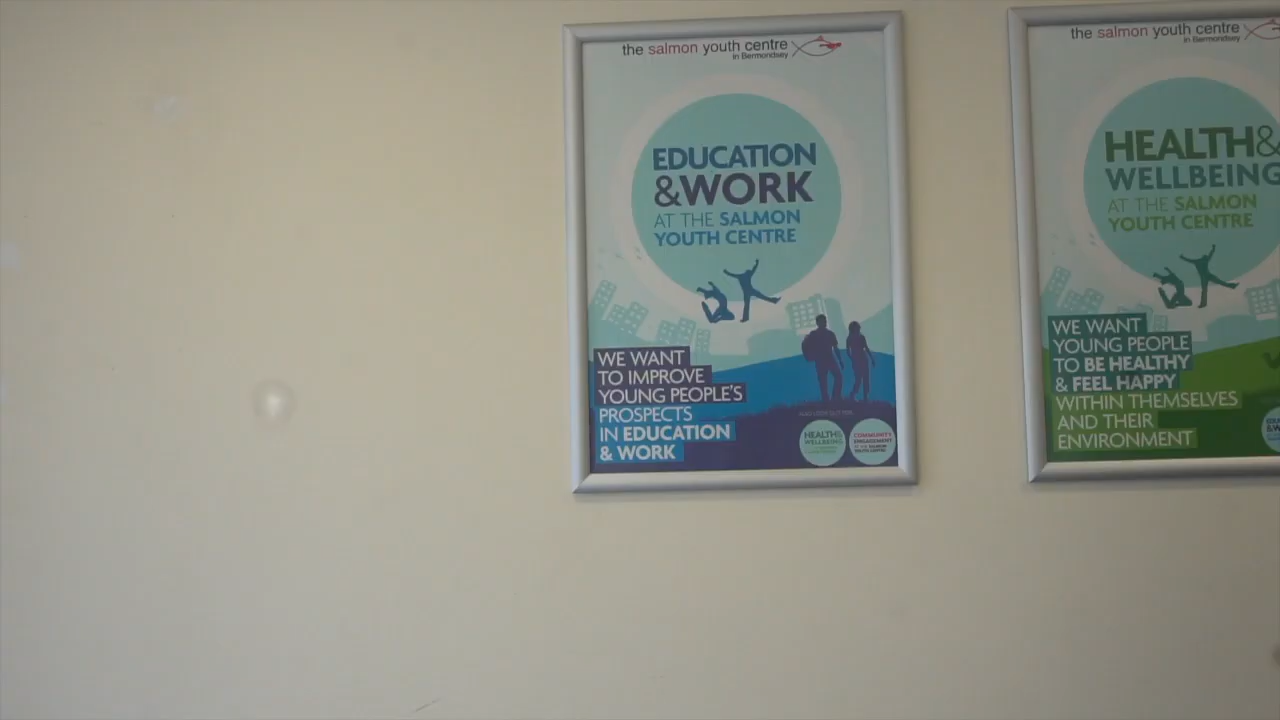 the salmon youth centre
in Bermondsey
EDUCATION
&WORK
AT THE SALMON
YOUTH CENTRE
WE WANT
TO IMPROVE
YOUNG PEOPLE'S
PROSPECTS
IN EDUCATION
& WORK
HEALTH&
WELLBEING
COMMUNITY
ENGAGEMENT
the salmon youth centre
in Bermondsey
HEALTH&
WELLBEING
AT THE SALMON
YOUTH CENTRE
WE WANT
YOUNG PEOPLE
TO BE HEALTHY
& FEEL HAPPY
WITHIN THEMSELVES
AND THEIR
ENVIRONMENT